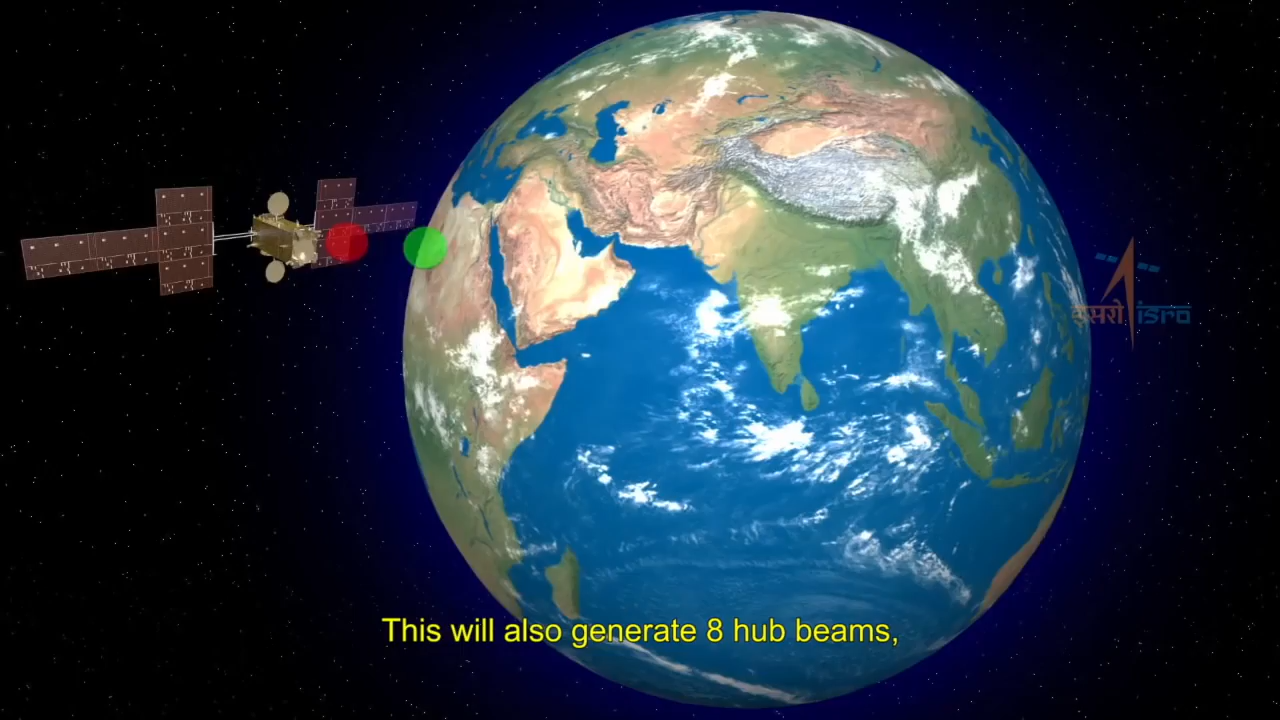 इसरो isro
This will also generate 8 hub beams,